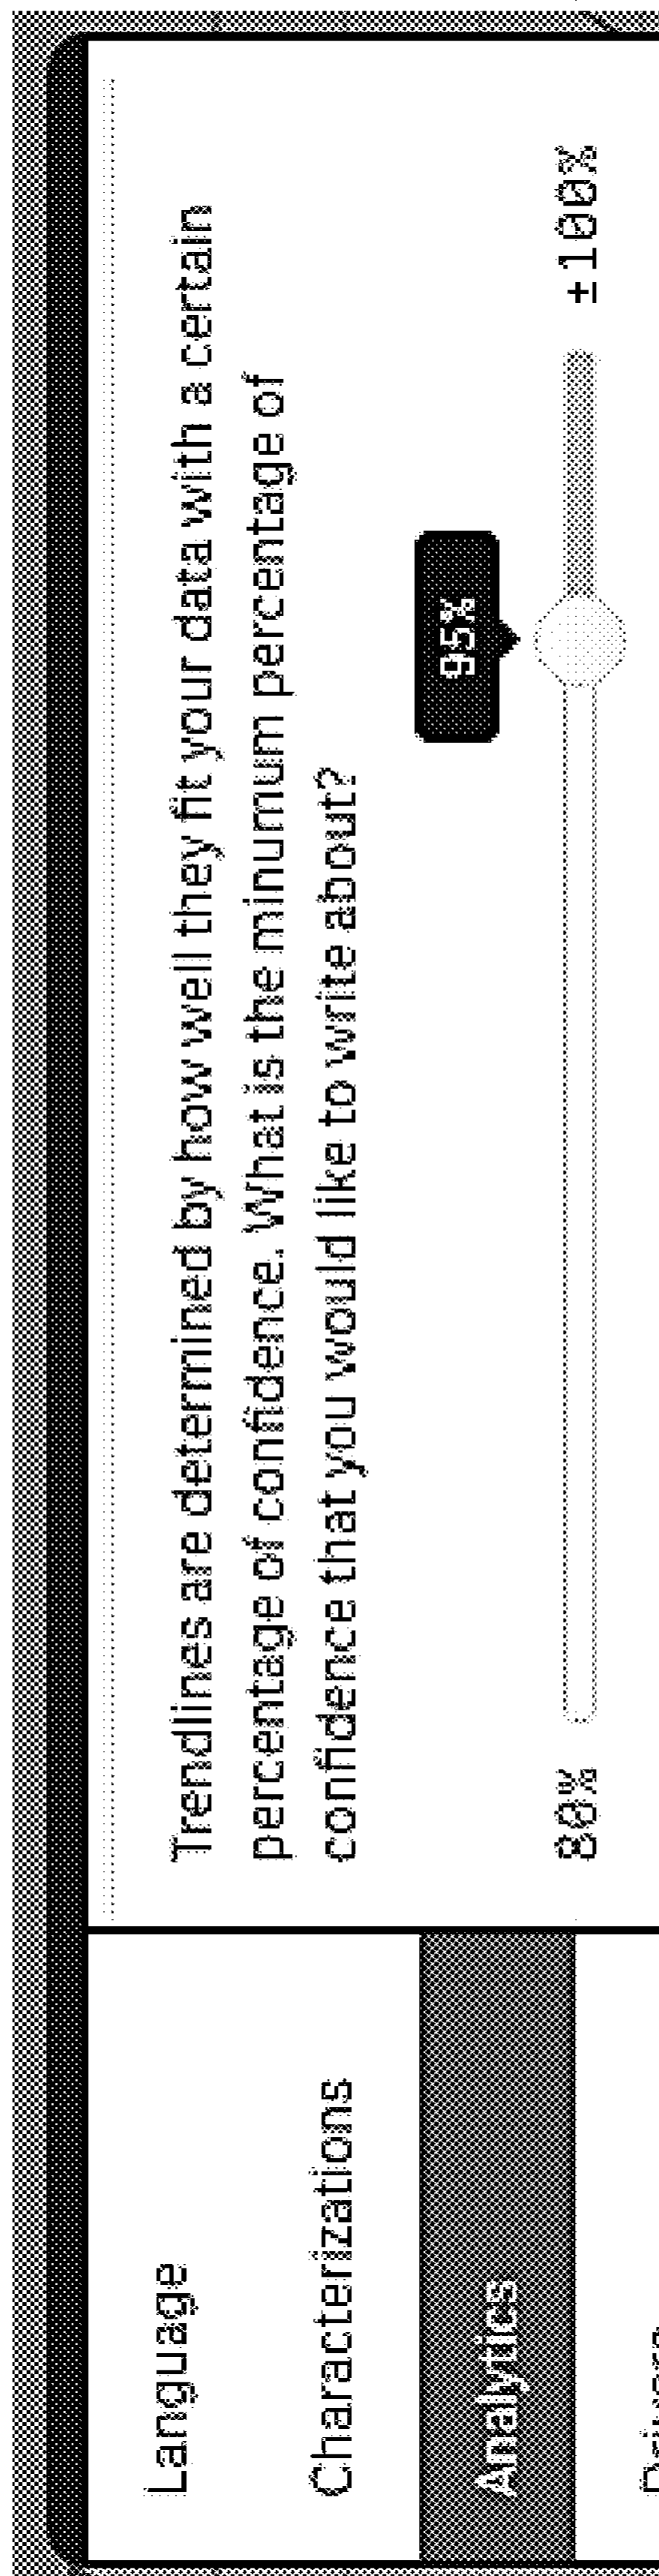 Language
Characterizations
Analytics
Trendlines are determined by how well they fit your data with a certain
percentage of confidence. What is the minumum percentage of
confidence that you would like to write about?
95%
80%
±100%